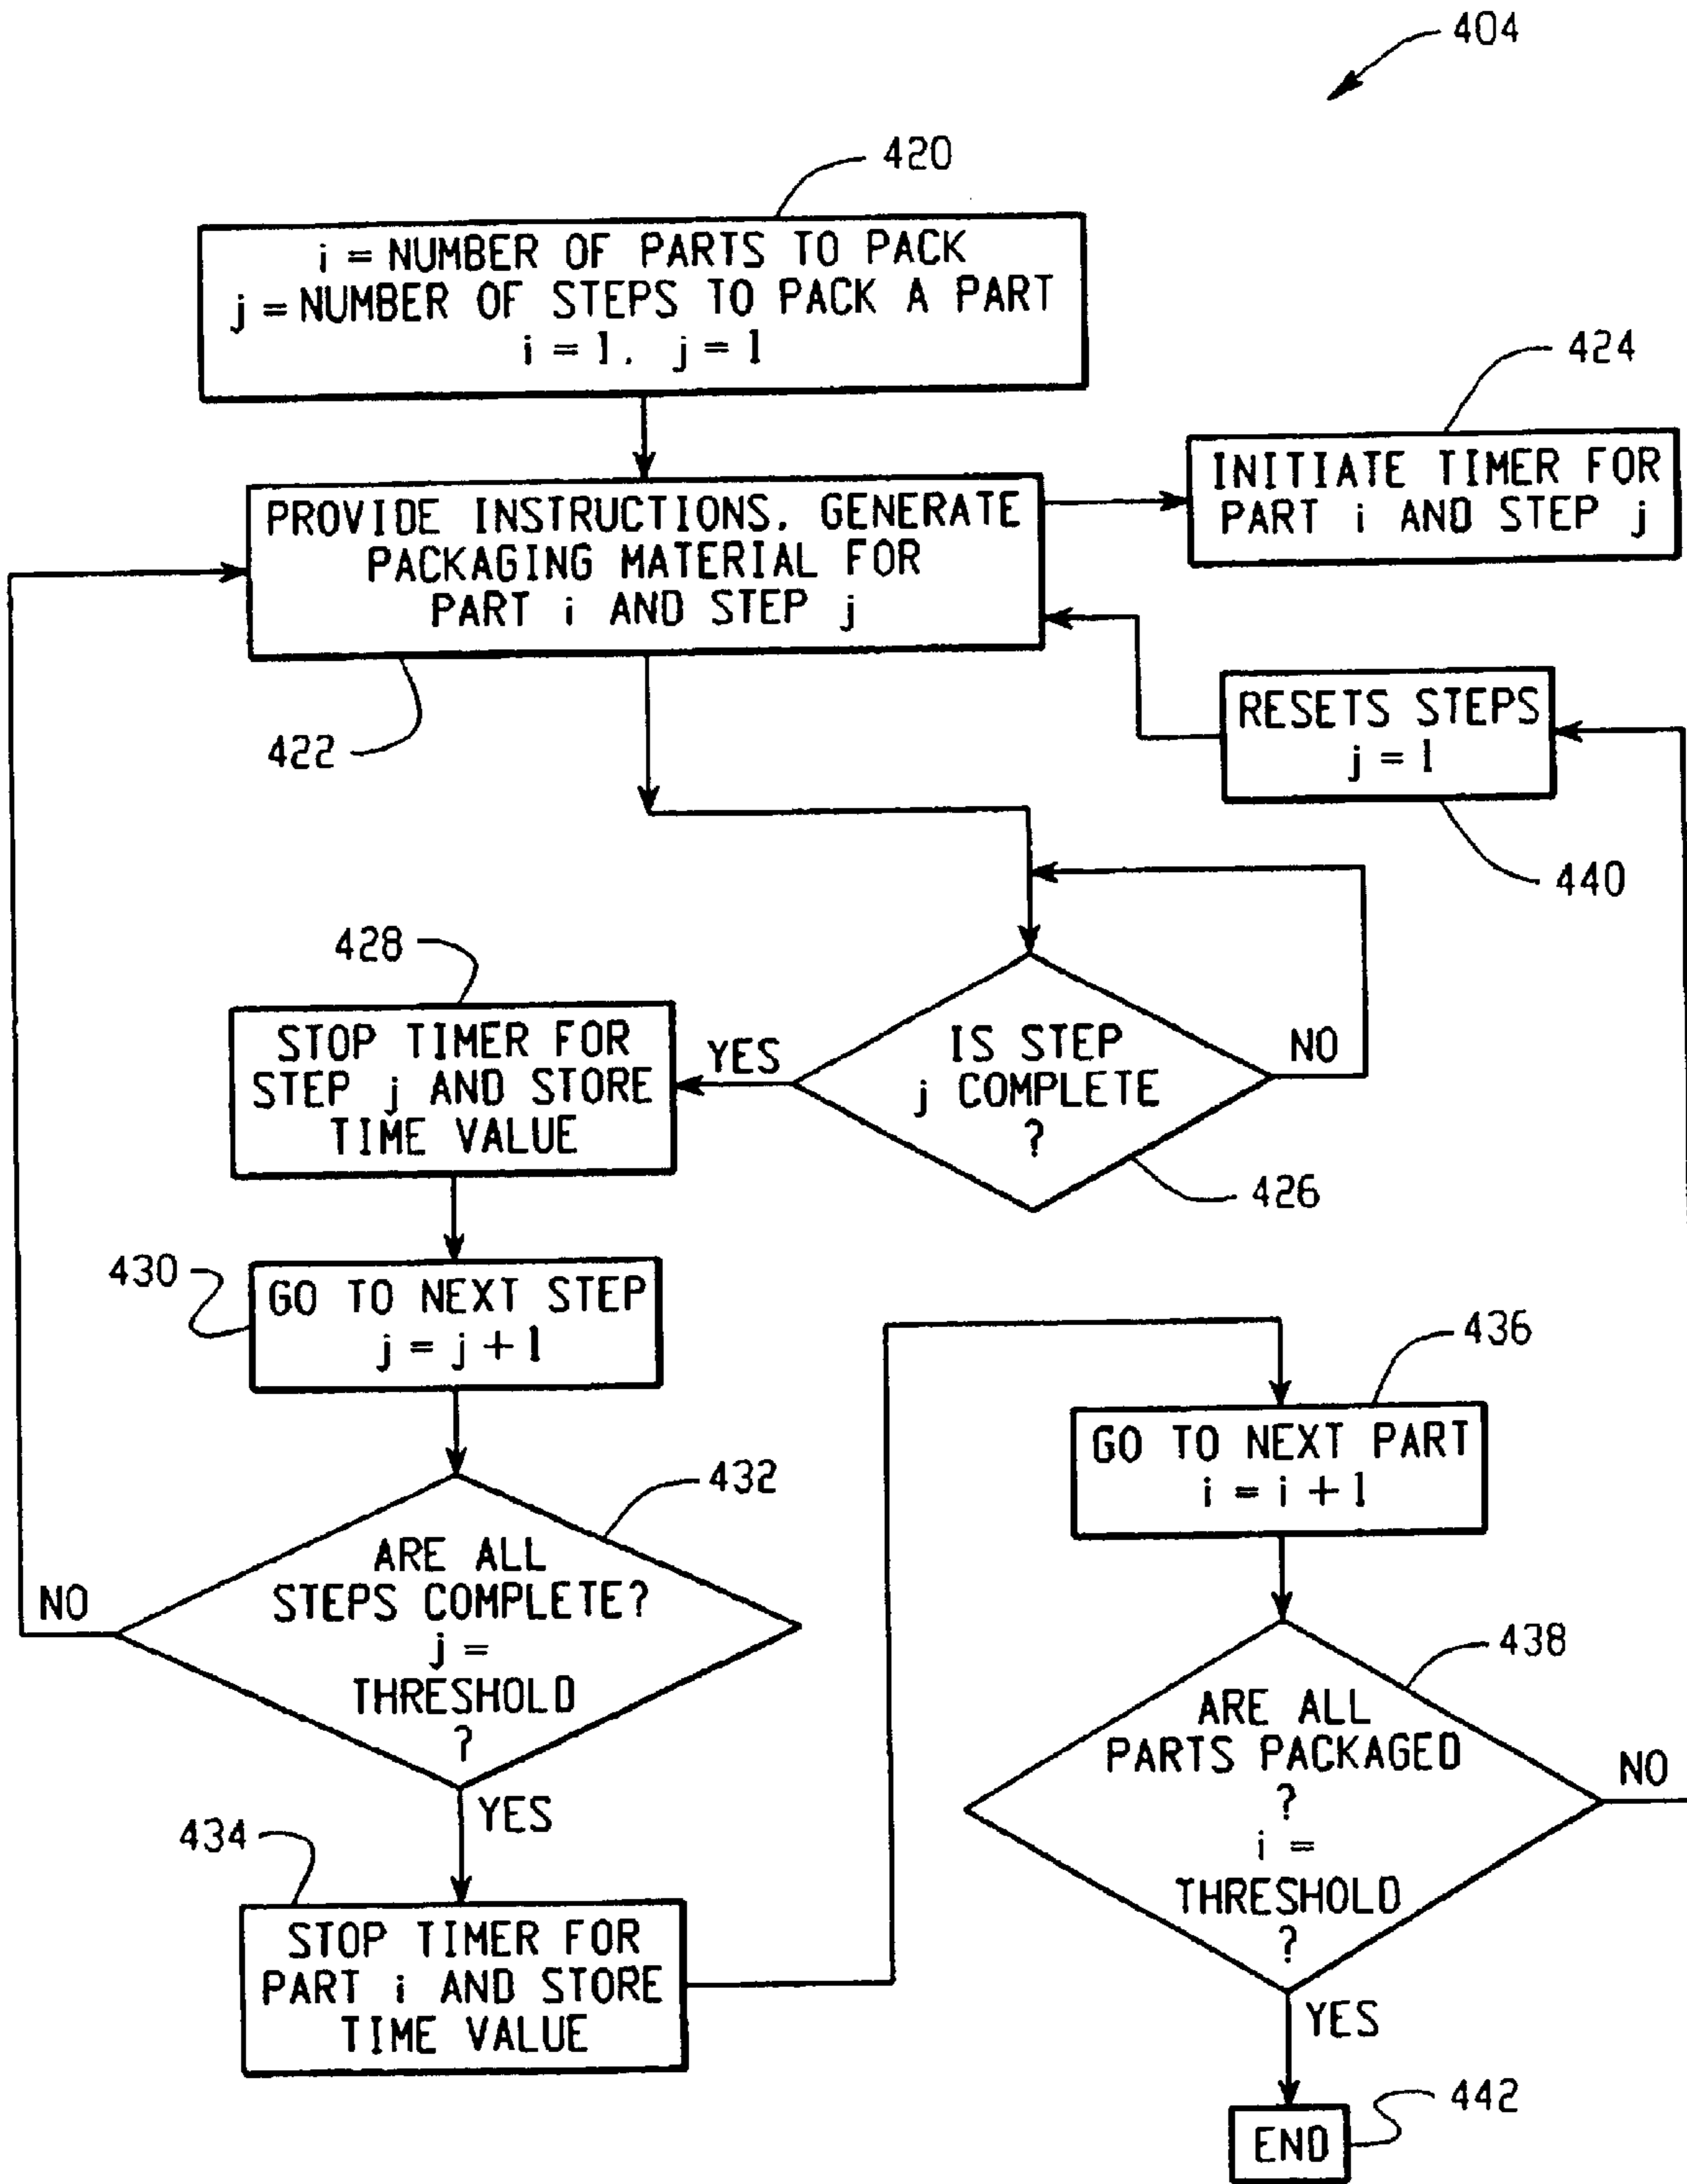 404
420
i = NUMBER OF PARTS TO PACK
j = NUMBER OF STEPS TO PACK A PART
i = 1, j = 1
424
INITIATE TIMER FOR
PART i AND STEP j
PROVIDE INSTRUCTIONS, GENERATE
PACKAGING MATERIAL FOR
PART i AND STEP j
422
RESETS STEPS
j = 1
440
428
STOP TIMER FOR
STEP j AND STORE
TIME VALUE
YES
IS STEP
j COMPLETE
?
NO
426
430
GO TO NEXT STEP
j = j + 1
432
ARE ALL
STEPS COMPLETE?
j =
THRESHOLD
?
NO
YES
434
STOP TIMER FOR
PART i AND STORE
TIME VALUE
436
GO TO NEXT PART
i = i + 1
438
ARE ALL
PARTS PACKAGED
?
i =
THRESHOLD
?
NO
YES
442
END